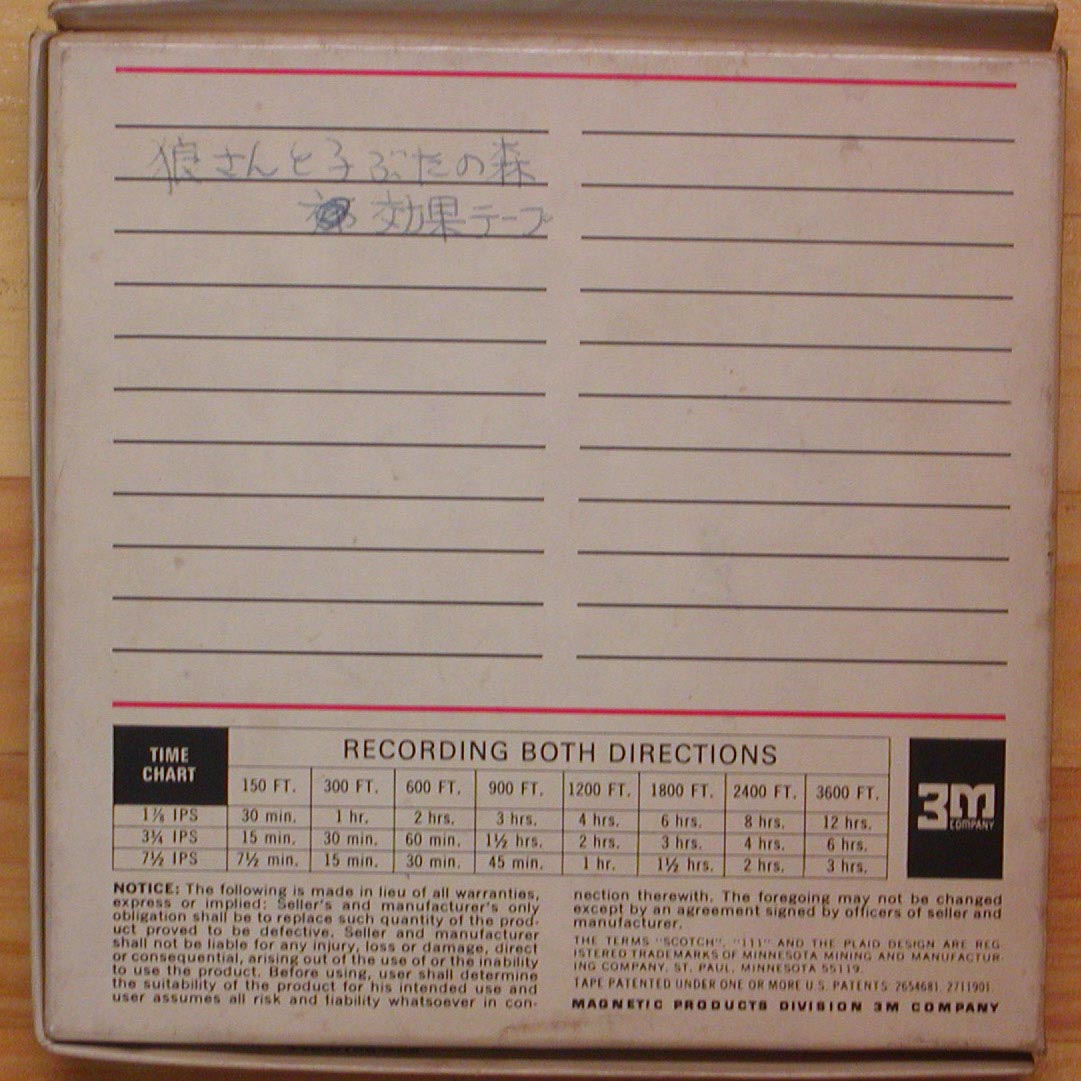 狼さんと子ぶたの森
効果テープ
TIME CHART
RECORDING BOTH DIRECTIONS
150 FT. 300 FT. 600 FT. 900 FT. 1200 FT. 1800 FT. 2400 FT. 3600 FT.
1⅞ IPS 30 min. 1 hr. 2 hrs. 3 hrs. 4 hrs. 6 hrs. 8 hrs. 12 hrs.
3¾ IPS 15 min. 30 min. 60 min. 1½ hrs. 2 hrs. 3 hrs. 4 hrs. 6 hrs.
7½ IPS 7½ min. 15 min. 30 min. 45 min. 1 hr. 1½ hrs. 2 hrs. 3 hrs.
3M
COMPANY
NOTICE: The following is made in lieu of all warranties,
express or implied: Seller's and manufacturer's only
obligation shall be to replace such quantity of the prod-
uct proved to be defective. Seller and manufacturer
shall not be liable for any injury, loss or damage, direct
or consequential, arising out of the use of or the inability
to use the product. Before using, user shall determine
the suitability of the product for his intended use and
user assumes all risk and liability whatsoever in con-
nection therewith. The foregoing may not be changed
except by an agreement signed by officers of seller and
manufacturer.
THE TERMS "SCOTCH", "111" AND THE PLAID DESIGN ARE REG-
ISTERED TRADEMARKS OF MINNESOTA MINING AND MANUFACTUR-
ING COMPANY, ST. PAUL, MINNESOTA 55119.
TAPE PATENTED UNDER ONE OR MORE U.S. PATENTS: 2654681, 2711901.
MAGNETIC PRODUCTS DIVISION 3M COMPANY